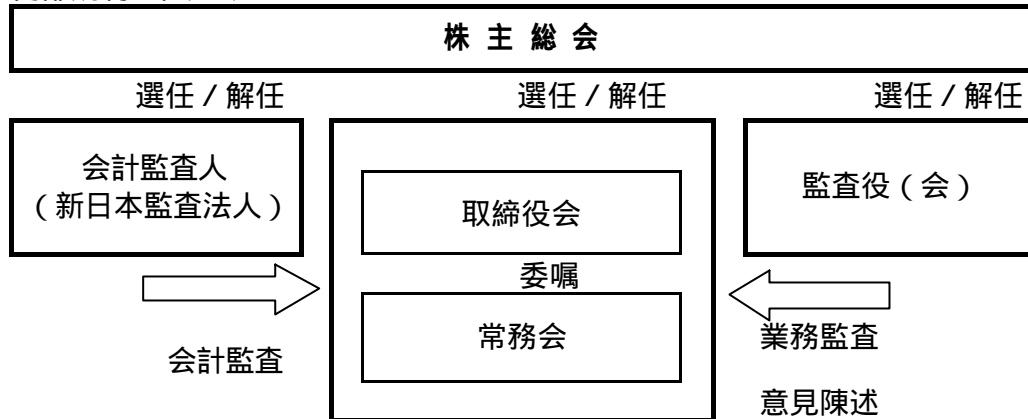 株 主 総 会
選任 / 解任
選任 / 解任
選任 / 解任
会計監査人
（新日本監査法人）
取締役会
監査役（会）
委嘱
常務会
会計監査
業務監査
意見陳述